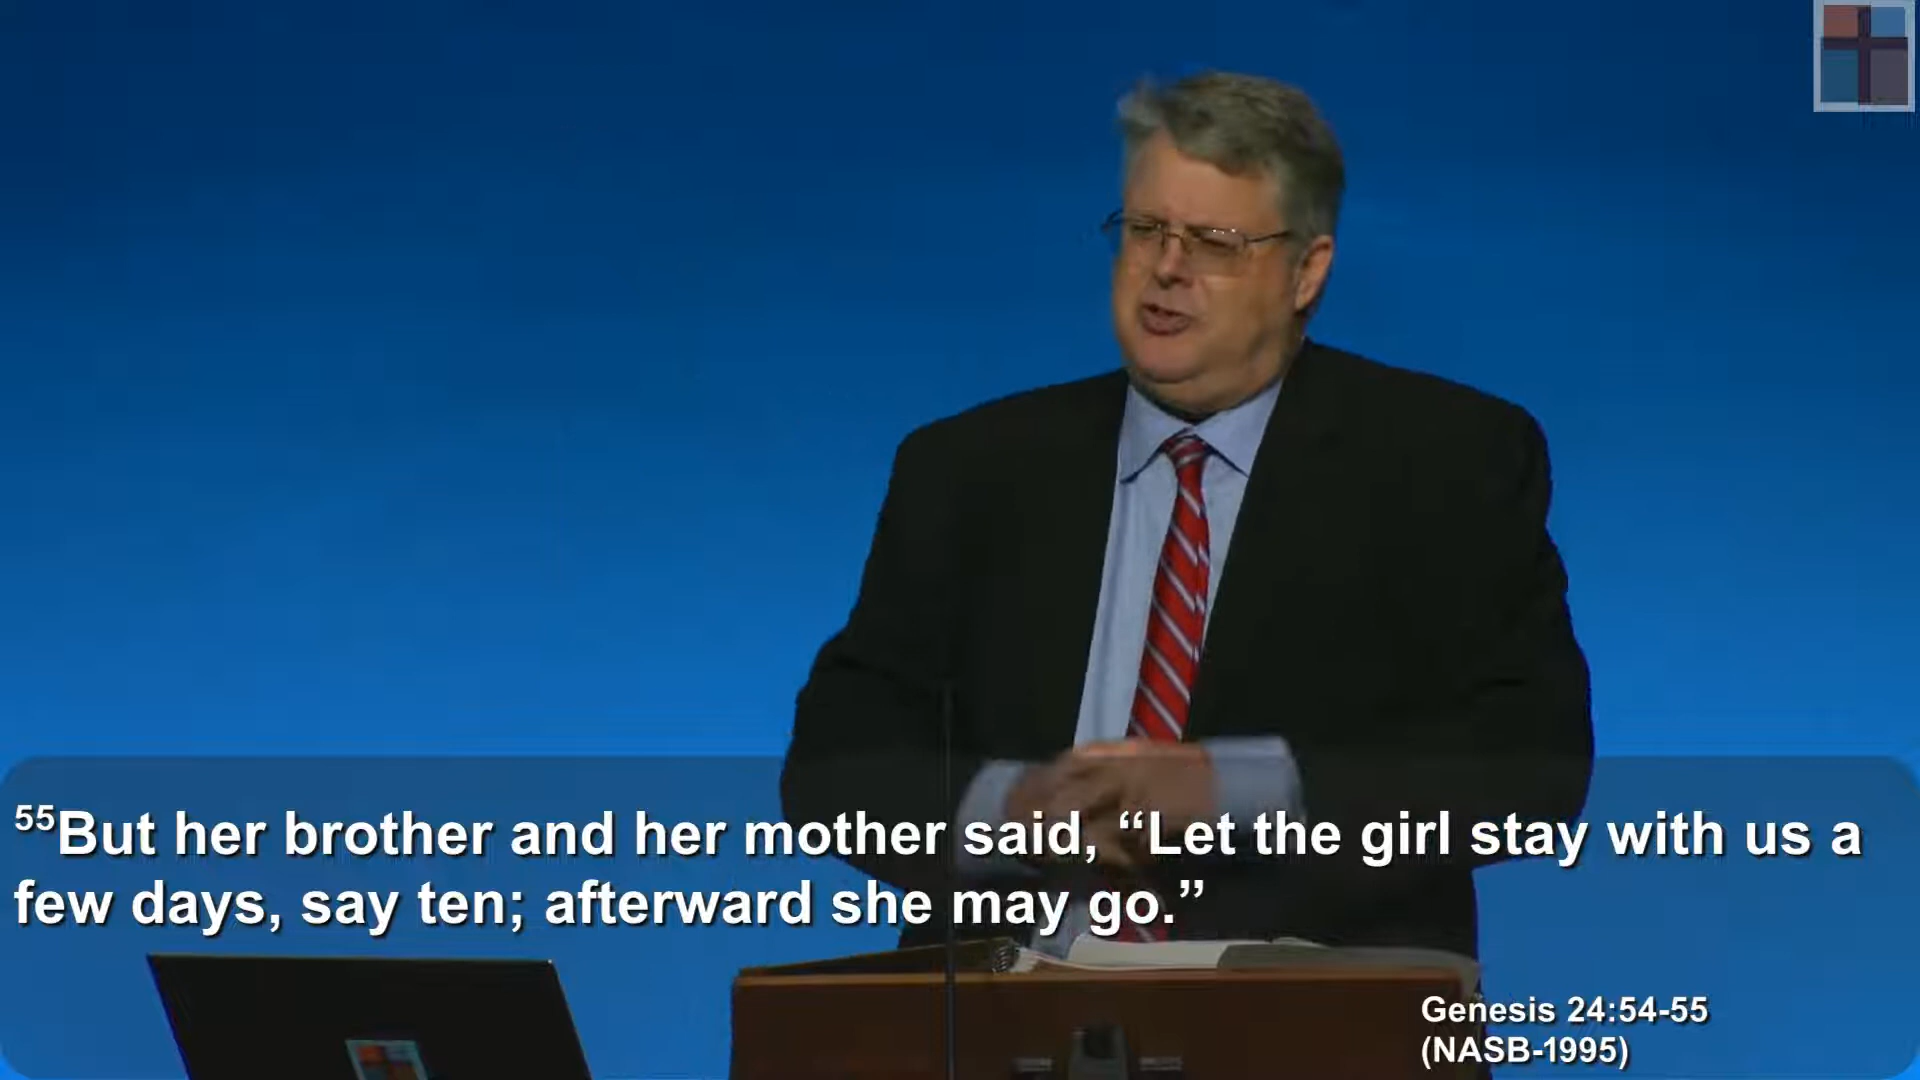 ⁵⁵But her brother and her mother said, “Let the girl stay with us a
few days, say ten; afterward she may go.”
Genesis 24:54-55
(NASB-1995)